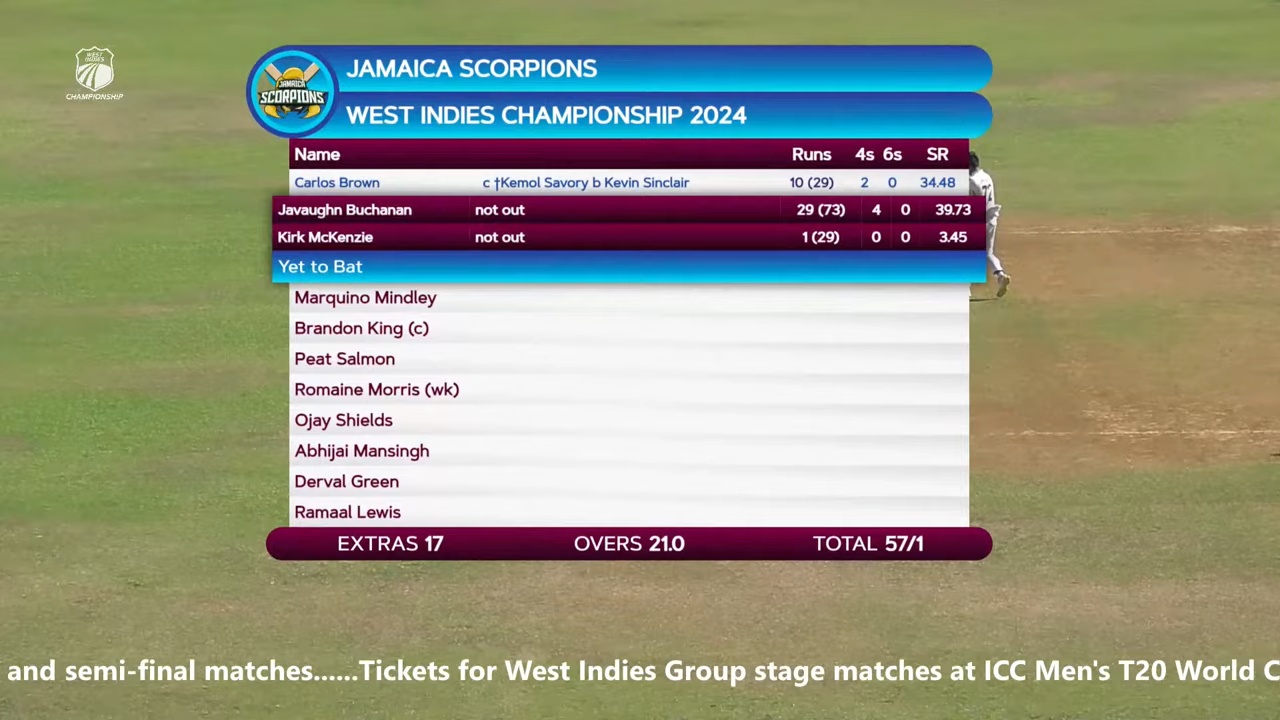 WEST
INDIES
CHAMPIONSHIP
JAMAICA
SCORPIONS
JAMAICA SCORPIONS
WEST INDIES CHAMPIONSHIP 2024
Name Runs 4s 6s SR
Carlos Brown c †Kemol Savory b Kevin Sinclair 10 (29) 2 0 34.48
Javaughn Buchanan not out 29 (73) 4 0 39.73
Kirk McKenzie not out 1 (29) 0 0 3.45
Yet to Bat
Marquino Mindley
Brandon King (c)
Peat Salmon
Romaine Morris (wk)
Ojay Shields
Abhijai Mansingh
Derval Green
Ramaal Lewis
EXTRAS 17 OVERS 21.0 TOTAL 57/1
and semi-final matches......Tickets for West Indies Group stage matches at ICC Men's T20 World C